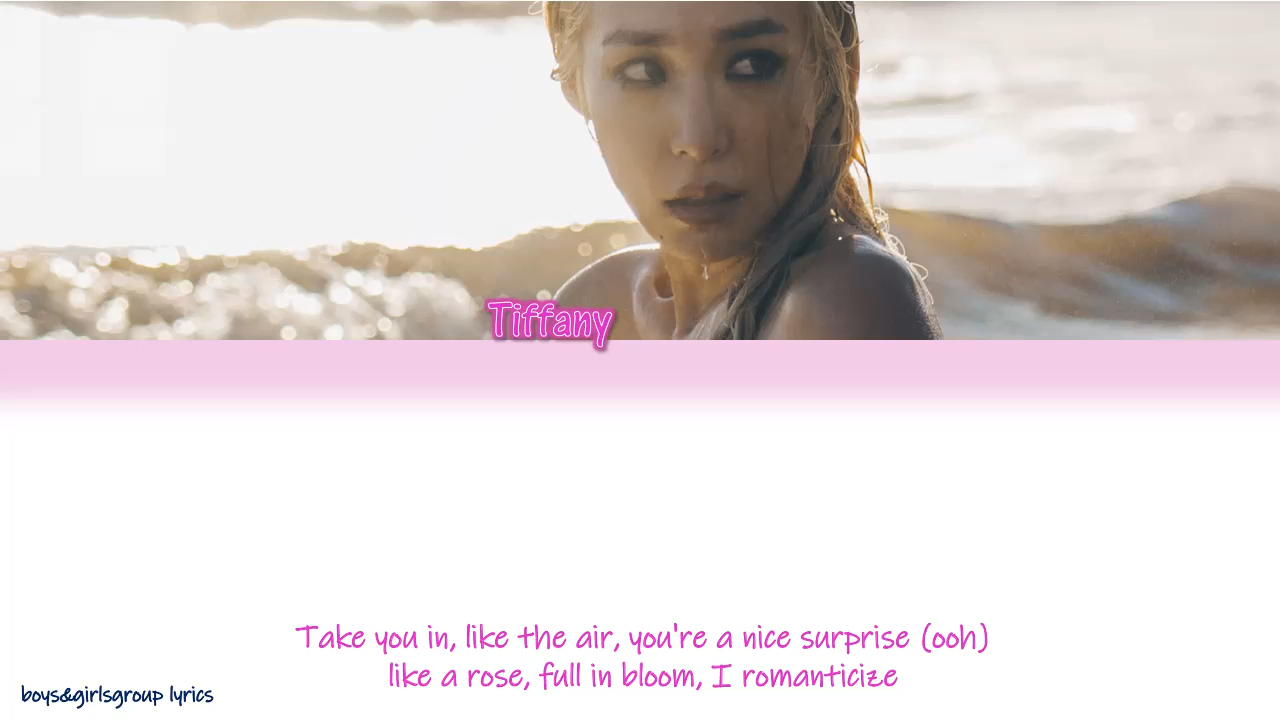 Tiffany
Take you in, like the air, you're a nice surprise (ooh)
like a rose, full in bloom, I romanticize
boys&girlsgroup lyrics